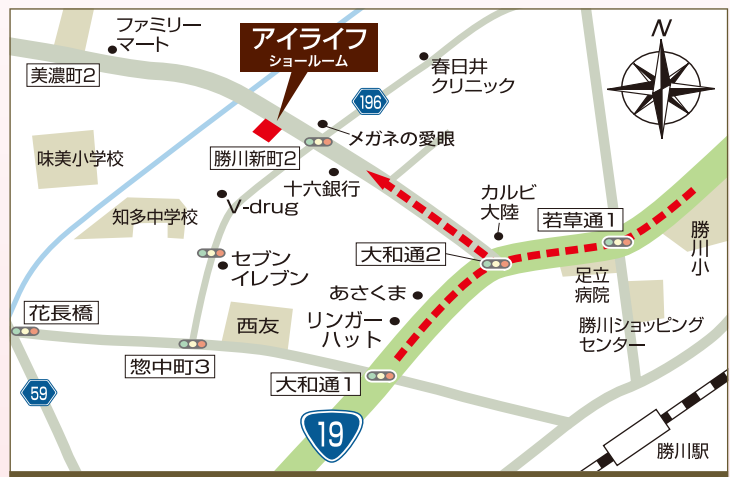 ファミリー
マート
アイライフ
ショールーム
N
美濃町2
春日井
クリニック
196
メガネの愛眼
味美小学校
勝川新町2
十六銀行
カルビ
大陸
V-drug
知多中学校
若草通1
勝川小
大和通2
セブン
イレブン
足立
病院
あさくま
花長橋
西友
リンガー
ハット
勝川ショッピング
センター
惣中町3
大和通1
59
19
勝川駅